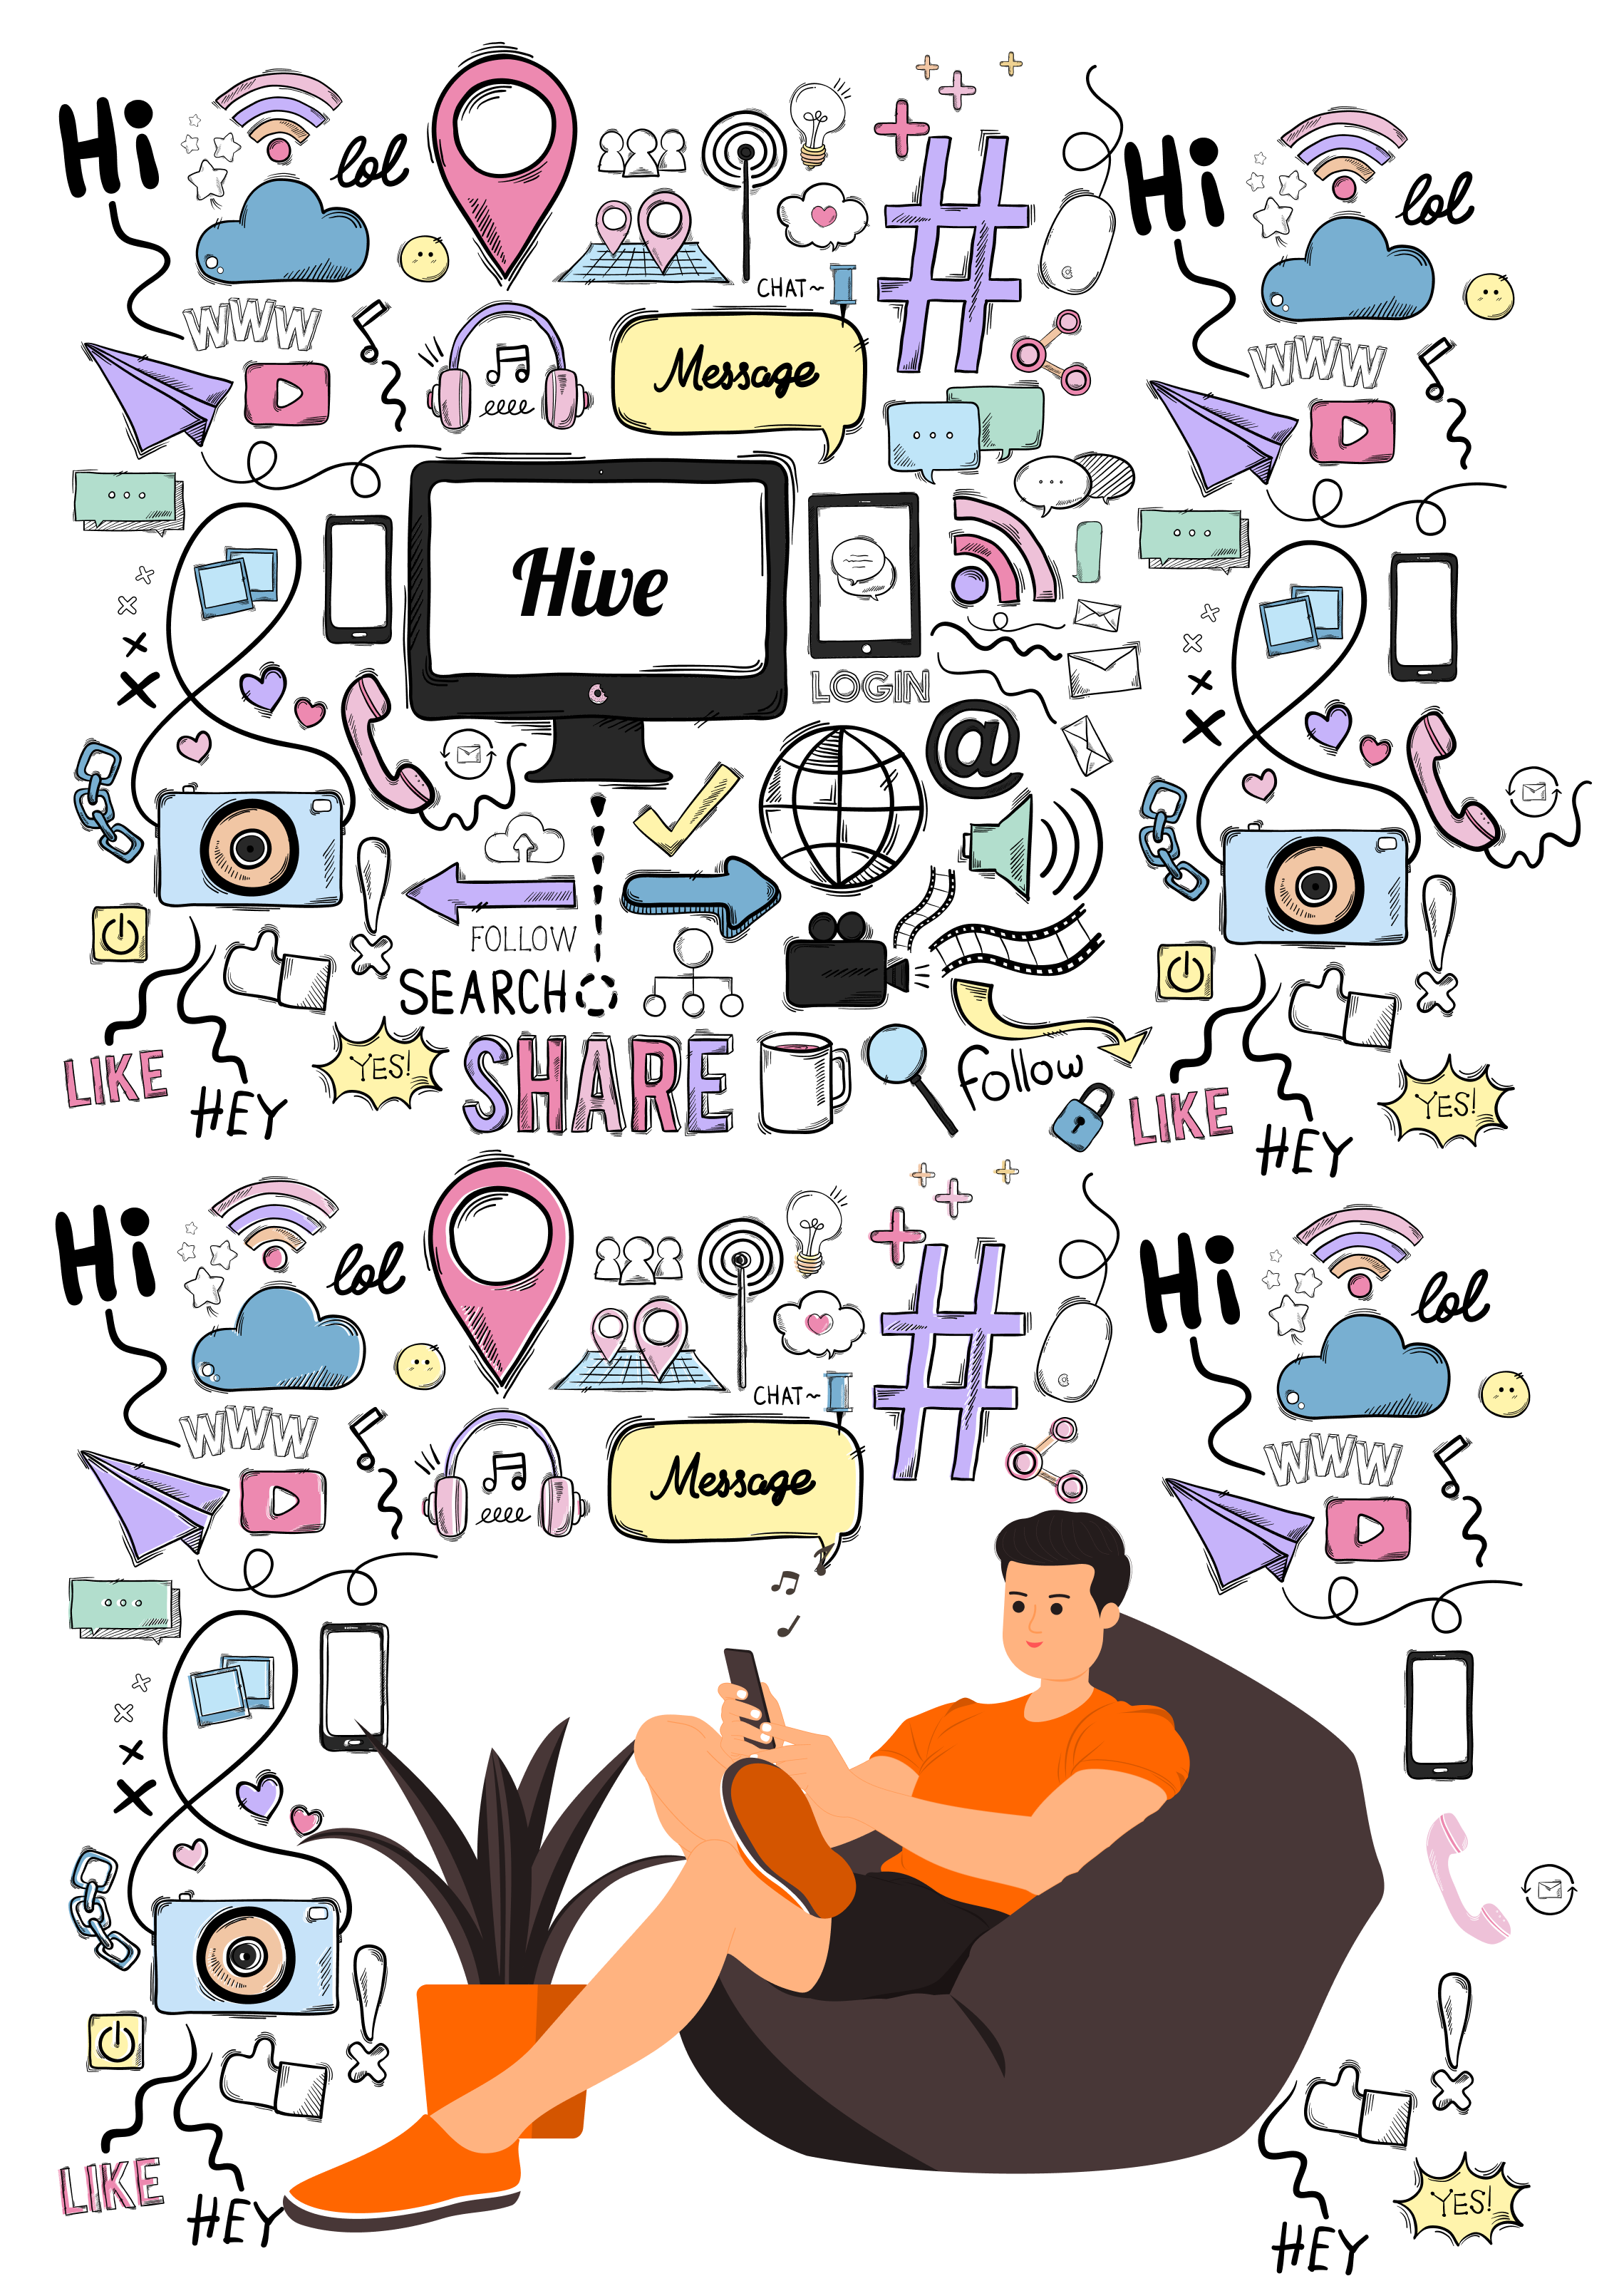 Hi
lol
Hi
lol
CHAT~
WWW
Message
WWW
Hive
LOGIN
@
FOLLOW
SEARCH
LIKE
HEY
YES!
SHARE
Follow
LIKE
HEY
YES!
Hi
lol
Hi
lol
CHAT~
WWW
Message
WWW
LIKE
HEY
YES!
HEY